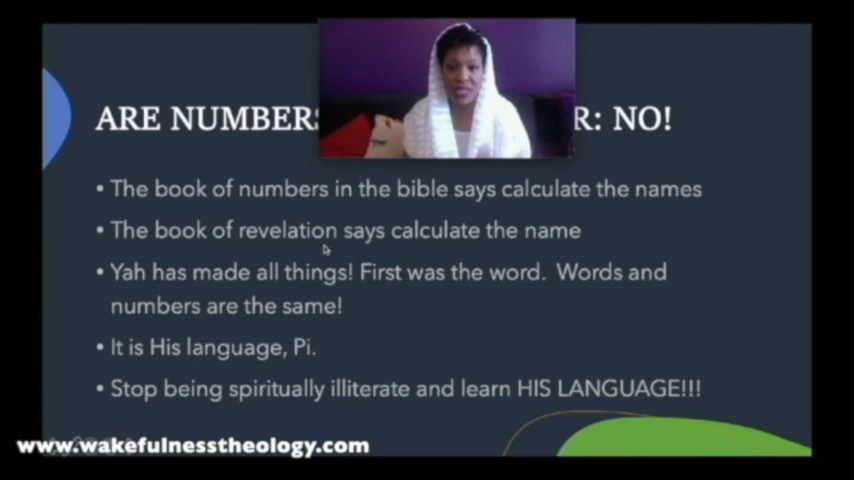 ARE NUMBERS R: NO!
• The book of numbers in the bible says calculate the names
• The book of revelation says calculate the name
• Yah has made all things! First was the word. Words and
numbers are the same!
• It is His language, Pi.
• Stop being spiritually illiterate and learn HIS LANGUAGE!!!
www.wakefulnesstheology.com